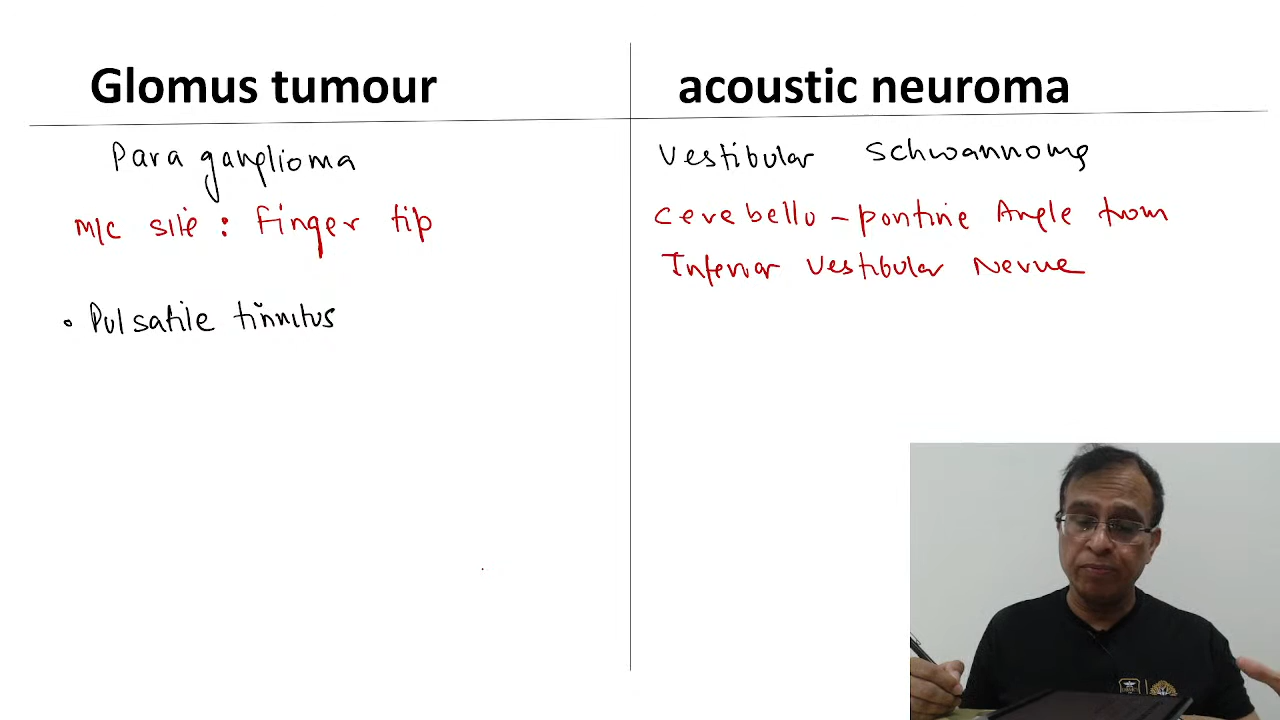 Glomus tumour
Para ganglioma
M/C site : Finger tip
• Pulsatile tinnitus
acoustic neuroma
Vestibular Schwannoma
Cerebello - pontine Angle from
Inferior Vestibular Nerve